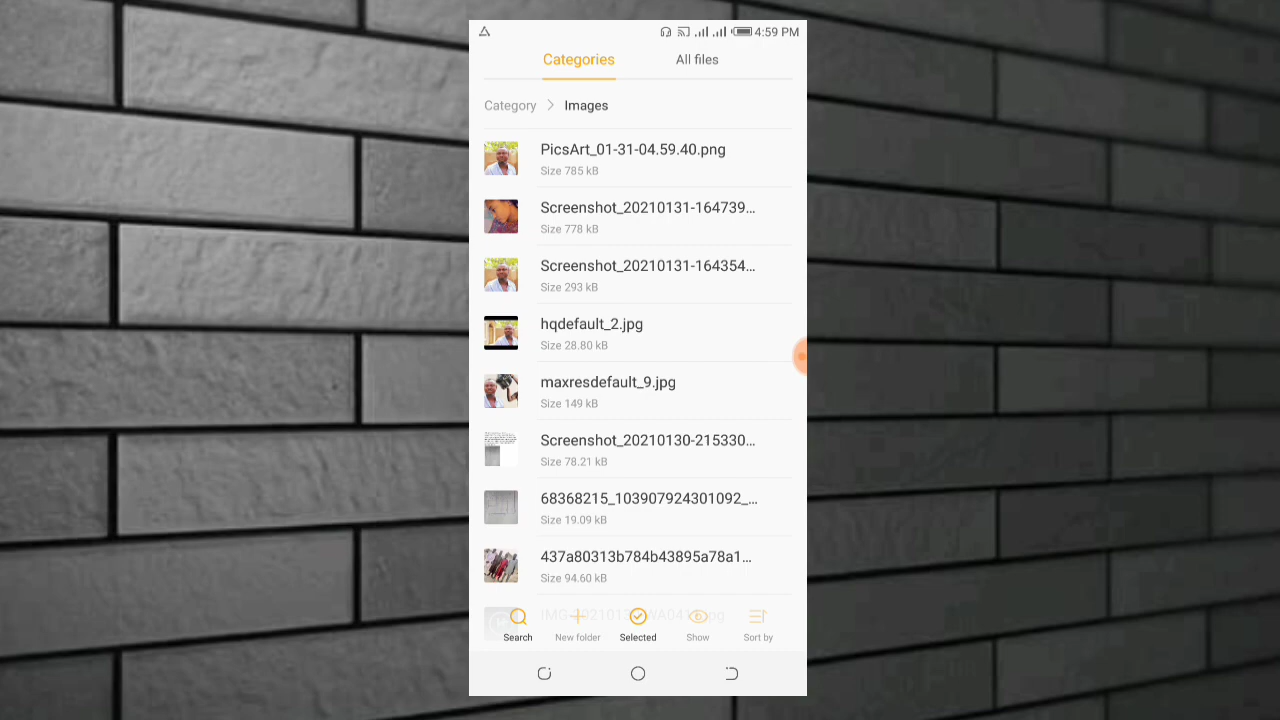 4:59 PM
Categories
All files
Category > Images
PicsArt_01-31-04.59.40.png
Size 785 kB
Screenshot_20210131-164739...
Size 778 kB
Screenshot_20210131-164354...
Size 293 kB
hqdefault_2.jpg
Size 28.80 kB
maxresdefault_9.jpg
Size 149 kB
Screenshot_20210130-215330...
Size 78.21 kB
68368215_103907924301092_...
Size 19.09 kB
437a80313b784b43895a78a1...
Size 94.60 kB
Search
New folder
Selected
Show
Sort by